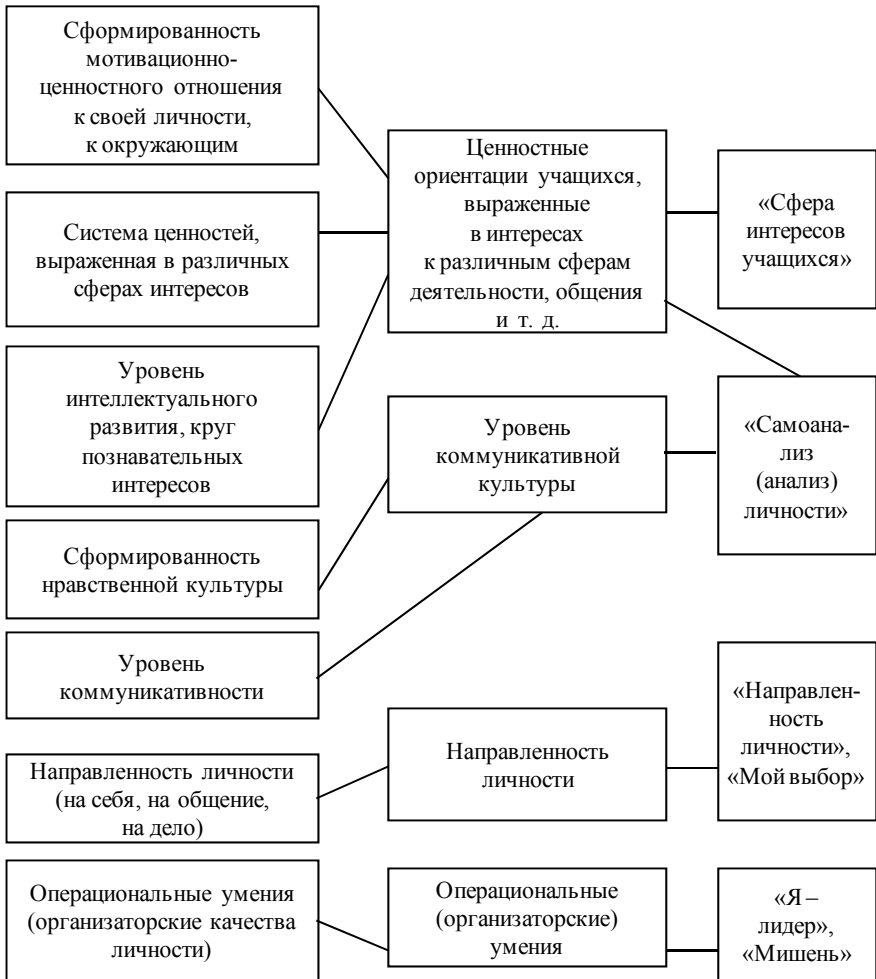 Сформированность
мотивационно-
ценностного отношения
к своей личности,
к окружающим
Система ценностей,
выраженная в различных
сферах интересов
Уровень
интеллектуального
развития, круг
познавательных
интересов
Сформированность
нравственной культуры
Уровень
коммуникативности
Направленность личности
(на себя, на общение,
на дело)
Операциональные умения
(организаторские качества
личности)
Ценностные
ориентации учащихся,
выраженные
в интересах
к различным сферам
деятельности, общения
и т. д.
Уровень
коммуникативной
культуры
Направленность
личности
Операциональные
(организаторские)
умения
«Сфера
интересов
учащихся»
«Самоана-
лиз
(анализ)
личности»
«Направлен-
ность
личности»,
«Мой выбор»
«Я –
лидер»,
«Мишень»